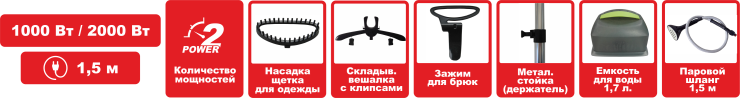 1000 Вт / 2000 Вт
1,5 м
2
POWER
Количество
мощностей
Насадка
щетка
для одежды
Складыв.
вешалка
с клипсами
Зажим
для брюк
Метал.
стойка
(держатель)
Емкость
для воды
1,7 л.
Паровой
шланг
1,5 м